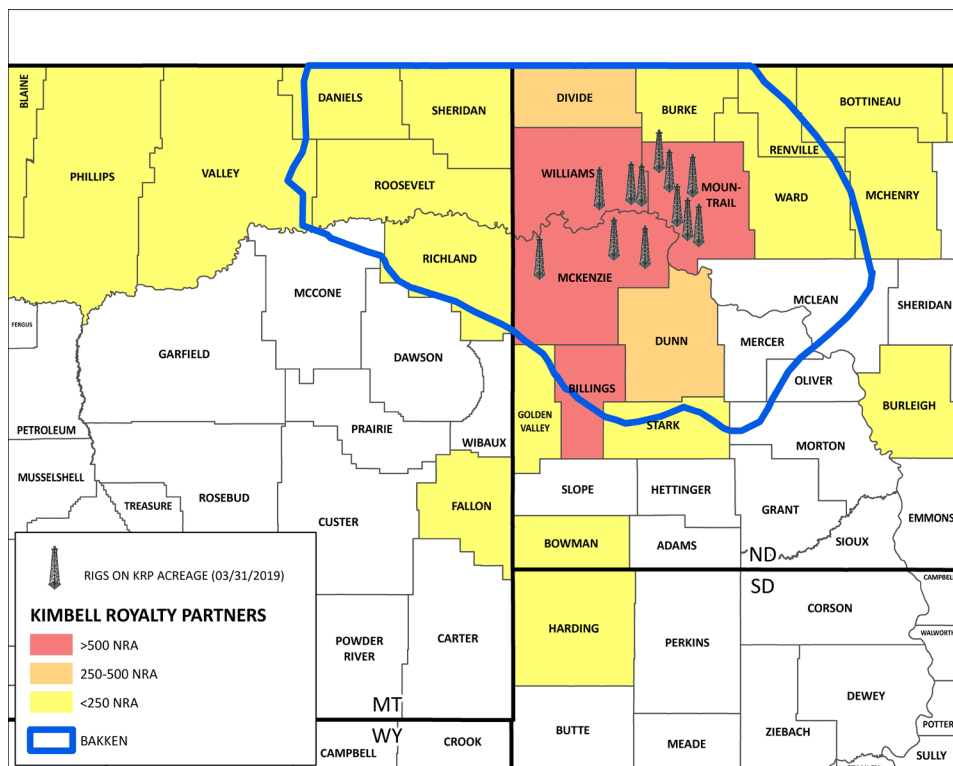 BLAINE
DANIELS
SHERIDAN
DIVIDE
BURKE
BOTTINEAU
RENVILLE
PHILLIPS
VALLEY
ROOSEVELT
WILLIAMS
MOUN-
TRAIL
WARD
MCHENRY
RICHLAND
MCKENZIE
MCCONE
MCLEAN
SHERIDAN
FERGUS
GARFIELD
DAWSON
DUNN
MERCER
OLIVER
BILLINGS
GOLDEN
VALLEY
STARK
BURLEIGH
PETROLEUM
PRAIRIE
WIBAUX
MORTON
MUSSELSHELL
TREASURE
ROSEBUD
CUSTER
FALLON
SLOPE
HETTINGER
GRANT
EMMONS
SIOUX
BOWMAN
ADAMS
ND
SD
CAMPBELL
CORSON
WALWORTH
HARDING
PERKINS
POWDER
RIVER
CARTER
DEWEY
MT
WY
BUTTE
MEADE
ZIEBACH
POTTER
SULLY
CAMPBELL
CROOK
RIGS ON KRP ACREAGE (03/31/2019)
KIMBELL ROYALTY PARTNERS
>500 NRA
250-500 NRA
<250 NRA
BAKKEN